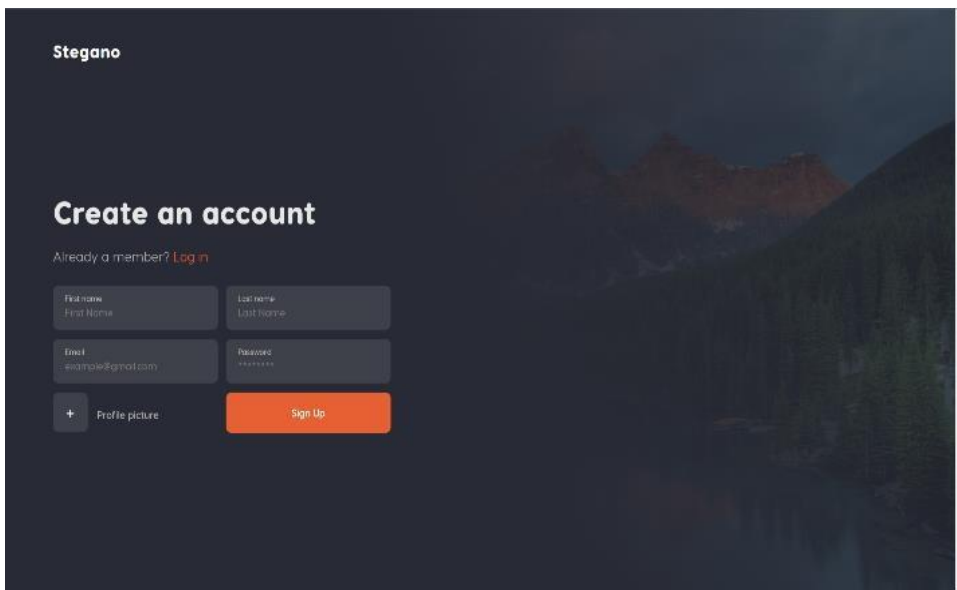 Stegano
Create an account
Already a member? Log in
First name
First Name
Last name
Last Name
Email
example@gmail.com
Password
********
+ Profile picture
Sign Up